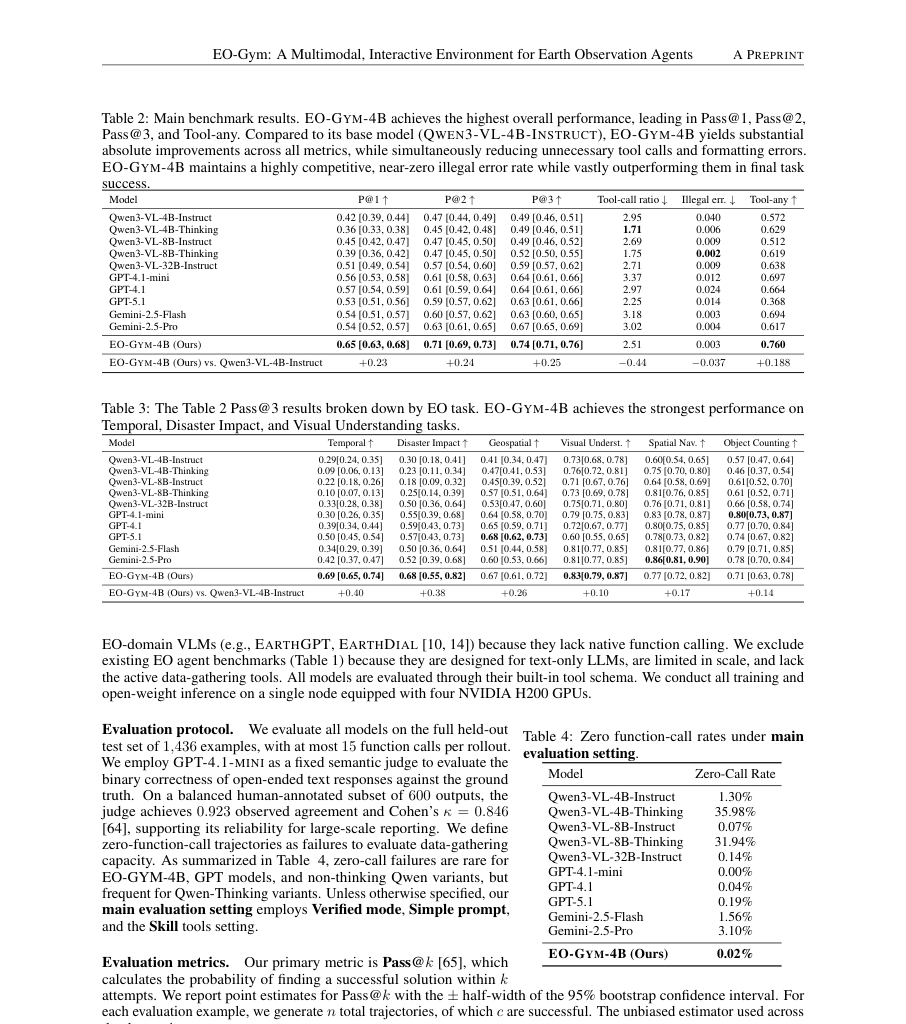 EO-Gym: A Multimodal, Interactive Environment for Earth Observation Agents A PREPRINT
Table 2: Main benchmark results. EO-GYM-4B achieves the highest overall performance, leading in Pass@1, Pass@2,
Pass@3, and Tool-any. Compared to its base model (QWEN3-VL-4B-INSTRUCT), EO-GYM-4B yields substantial
absolute improvements across all metrics, while simultaneously reducing unnecessary tool calls and formatting errors.
EO-GYM-4B maintains a highly competitive, near-zero illegal error rate while vastly outperforming them in final task
success.
Model P@1 ↑ P@2 ↑ P@3 ↑ Tool-call ratio ↓ Illegal err. ↓ Tool-any ↑
Qwen3-VL-4B-Instruct 0.42 [0.39, 0.44] 0.47 [0.44, 0.49] 0.49 [0.46, 0.51] 2.95 0.040 0.572
Qwen3-VL-4B-Thinking 0.36 [0.33, 0.38] 0.45 [0.42, 0.48] 0.49 [0.46, 0.51] 1.71 0.006 0.629
Qwen3-VL-8B-Instruct 0.45 [0.42, 0.47] 0.47 [0.45, 0.50] 0.49 [0.46, 0.52] 2.69 0.009 0.512
Qwen3-VL-8B-Thinking 0.39 [0.36, 0.42] 0.47 [0.45, 0.50] 0.52 [0.50, 0.55] 1.75 0.002 0.619
Qwen3-VL-32B-Instruct 0.51 [0.49, 0.54] 0.57 [0.54, 0.60] 0.59 [0.57, 0.62] 2.71 0.009 0.638
GPT-4.1-mini 0.56 [0.53, 0.58] 0.61 [0.58, 0.63] 0.64 [0.61, 0.66] 3.37 0.012 0.697
GPT-4.1 0.57 [0.54, 0.59] 0.61 [0.59, 0.64] 0.64 [0.61, 0.66] 2.97 0.024 0.664
GPT-5.1 0.53 [0.51, 0.56] 0.59 [0.57, 0.62] 0.63 [0.61, 0.66] 2.25 0.014 0.368
Gemini-2.5-Flash 0.54 [0.51, 0.57] 0.60 [0.57, 0.62] 0.63 [0.60, 0.65] 3.18 0.003 0.694
Gemini-2.5-Pro 0.54 [0.52, 0.57] 0.63 [0.61, 0.65] 0.67 [0.65, 0.69] 3.02 0.004 0.617
EO-GYM-4B (Ours) 0.65 [0.63, 0.68] 0.71 [0.69, 0.73] 0.74 [0.71, 0.76] 2.51 0.003 0.760
EO-GYM-4B (Ours) vs. Qwen3-VL-4B-Instruct +0.23 +0.24 +0.25 −0.44 −0.037 +0.188
Table 3: The Table 2 Pass@3 results broken down by EO task. EO-GYM-4B achieves the strongest performance on
Temporal, Disaster Impact, and Visual Understanding tasks.
Model Temporal ↑ Disaster Impact ↑ Geospatial ↑ Visual Underst. ↑ Spatial Nav. ↑ Object Counting ↑
Qwen3-VL-4B-Instruct 0.29[0.24, 0.35] 0.30 [0.18, 0.41] 0.41 [0.34, 0.47] 0.73[0.68, 0.78] 0.60[0.54, 0.65] 0.57 [0.47, 0.64]
Qwen3-VL-4B-Thinking 0.09 [0.06, 0.13] 0.23 [0.11, 0.34] 0.47[0.41, 0.53] 0.76[0.72, 0.81] 0.75 [0.70, 0.80] 0.46 [0.37, 0.54]
Qwen3-VL-8B-Instruct 0.22 [0.18, 0.26] 0.18 [0.09, 0.32] 0.45[0.39, 0.52] 0.71 [0.67, 0.76] 0.64 [0.58, 0.69] 0.61[0.52, 0.70]
Qwen3-VL-8B-Thinking 0.10 [0.07, 0.13] 0.25[0.14, 0.39] 0.57 [0.51, 0.64] 0.73 [0.69, 0.78] 0.81[0.76, 0.85] 0.61 [0.52, 0.71]
Qwen3-VL-32B-Instruct 0.33[0.28, 0.38] 0.50 [0.36, 0.64] 0.53[0.47, 0.60] 0.75[0.71, 0.80] 0.76 [0.71, 0.81] 0.66 [0.58, 0.74]
GPT-4.1-mini 0.30 [0.26, 0.35] 0.55[0.39, 0.68] 0.64 [0.58, 0.70] 0.79 [0.75, 0.83] 0.83 [0.78, 0.87] 0.80[0.73, 0.87]
GPT-4.1 0.39[0.34, 0.44] 0.59[0.43, 0.73] 0.65 [0.59, 0.71] 0.72[0.67, 0.77] 0.80[0.75, 0.85] 0.77 [0.70, 0.84]
GPT-5.1 0.50 [0.45, 0.54] 0.57[0.43, 0.73] 0.68 [0.62, 0.73] 0.60 [0.55, 0.65] 0.78[0.73, 0.82] 0.74 [0.67, 0.82]
Gemini-2.5-Flash 0.34[0.29, 0.39] 0.50 [0.36, 0.64] 0.51 [0.44, 0.58] 0.81[0.77, 0.85] 0.81[0.77, 0.86] 0.79 [0.71, 0.85]
Gemini-2.5-Pro 0.42 [0.37, 0.47] 0.52 [0.39, 0.68] 0.60 [0.53, 0.66] 0.81[0.77, 0.85] 0.86[0.81, 0.90] 0.78 [0.70, 0.84]
EO-GYM-4B (Ours) 0.69 [0.65, 0.74] 0.68 [0.55, 0.82] 0.67 [0.61, 0.72] 0.83[0.79, 0.87] 0.77 [0.72, 0.82] 0.71 [0.63, 0.78]
EO-GYM-4B (Ours) vs. Qwen3-VL-4B-Instruct +0.40 +0.38 +0.26 +0.10 +0.17 +0.14
EO-domain VLMs (e.g., EARTHGPT, EARTHDIAL [10, 14]) because they lack native function calling. We exclude
existing EO agent benchmarks (Table 1) because they are designed for text-only LLMs, are limited in scale, and lack
the active data-gathering tools. All models are evaluated through their built-in tool schema. We conduct all training and
open-weight inference on a single node equipped with four NVIDIA H200 GPUs.
Evaluation protocol. We evaluate all models on the full held-out
test set of 1,436 examples, with at most 15 function calls per rollout.
We employ GPT-4.1-MINI as a fixed semantic judge to evaluate the
binary correctness of open-ended text responses against the ground
truth. On a balanced human-annotated subset of 600 outputs, the
judge achieves 0.923 observed agreement and Cohen's κ = 0.846
[64], supporting its reliability for large-scale reporting. We define
zero-function-call trajectories as failures to evaluate data-gathering
capacity. As summarized in Table 4, zero-call failures are rare for
EO-GYM-4B, GPT models, and non-thinking Qwen variants, but
frequent for Qwen-Thinking variants. Unless otherwise specified, our
main evaluation setting employs Verified mode, Simple prompt,
and the Skill tools setting.
Table 4: Zero function-call rates under main
evaluation setting.
Model Zero-Call Rate
Qwen3-VL-4B-Instruct 1.30%
Qwen3-VL-4B-Thinking 35.98%
Qwen3-VL-8B-Instruct 0.07%
Qwen3-VL-8B-Thinking 31.94%
Qwen3-VL-32B-Instruct 0.14%
GPT-4.1-mini 0.00%
GPT-4.1 0.04%
GPT-5.1 0.19%
Gemini-2.5-Flash 1.56%
Gemini-2.5-Pro 3.10%
EO-GYM-4B (Ours) 0.02%
Evaluation metrics. Our primary metric is Pass@k [65], which
calculates the probability of finding a successful solution within k
attempts. We report point estimates for Pass@k with the ± half-width of the 95% bootstrap confidence interval. For
each evaluation example, we generate n total trajectories, of which c are successful. The unbiased estimator used across